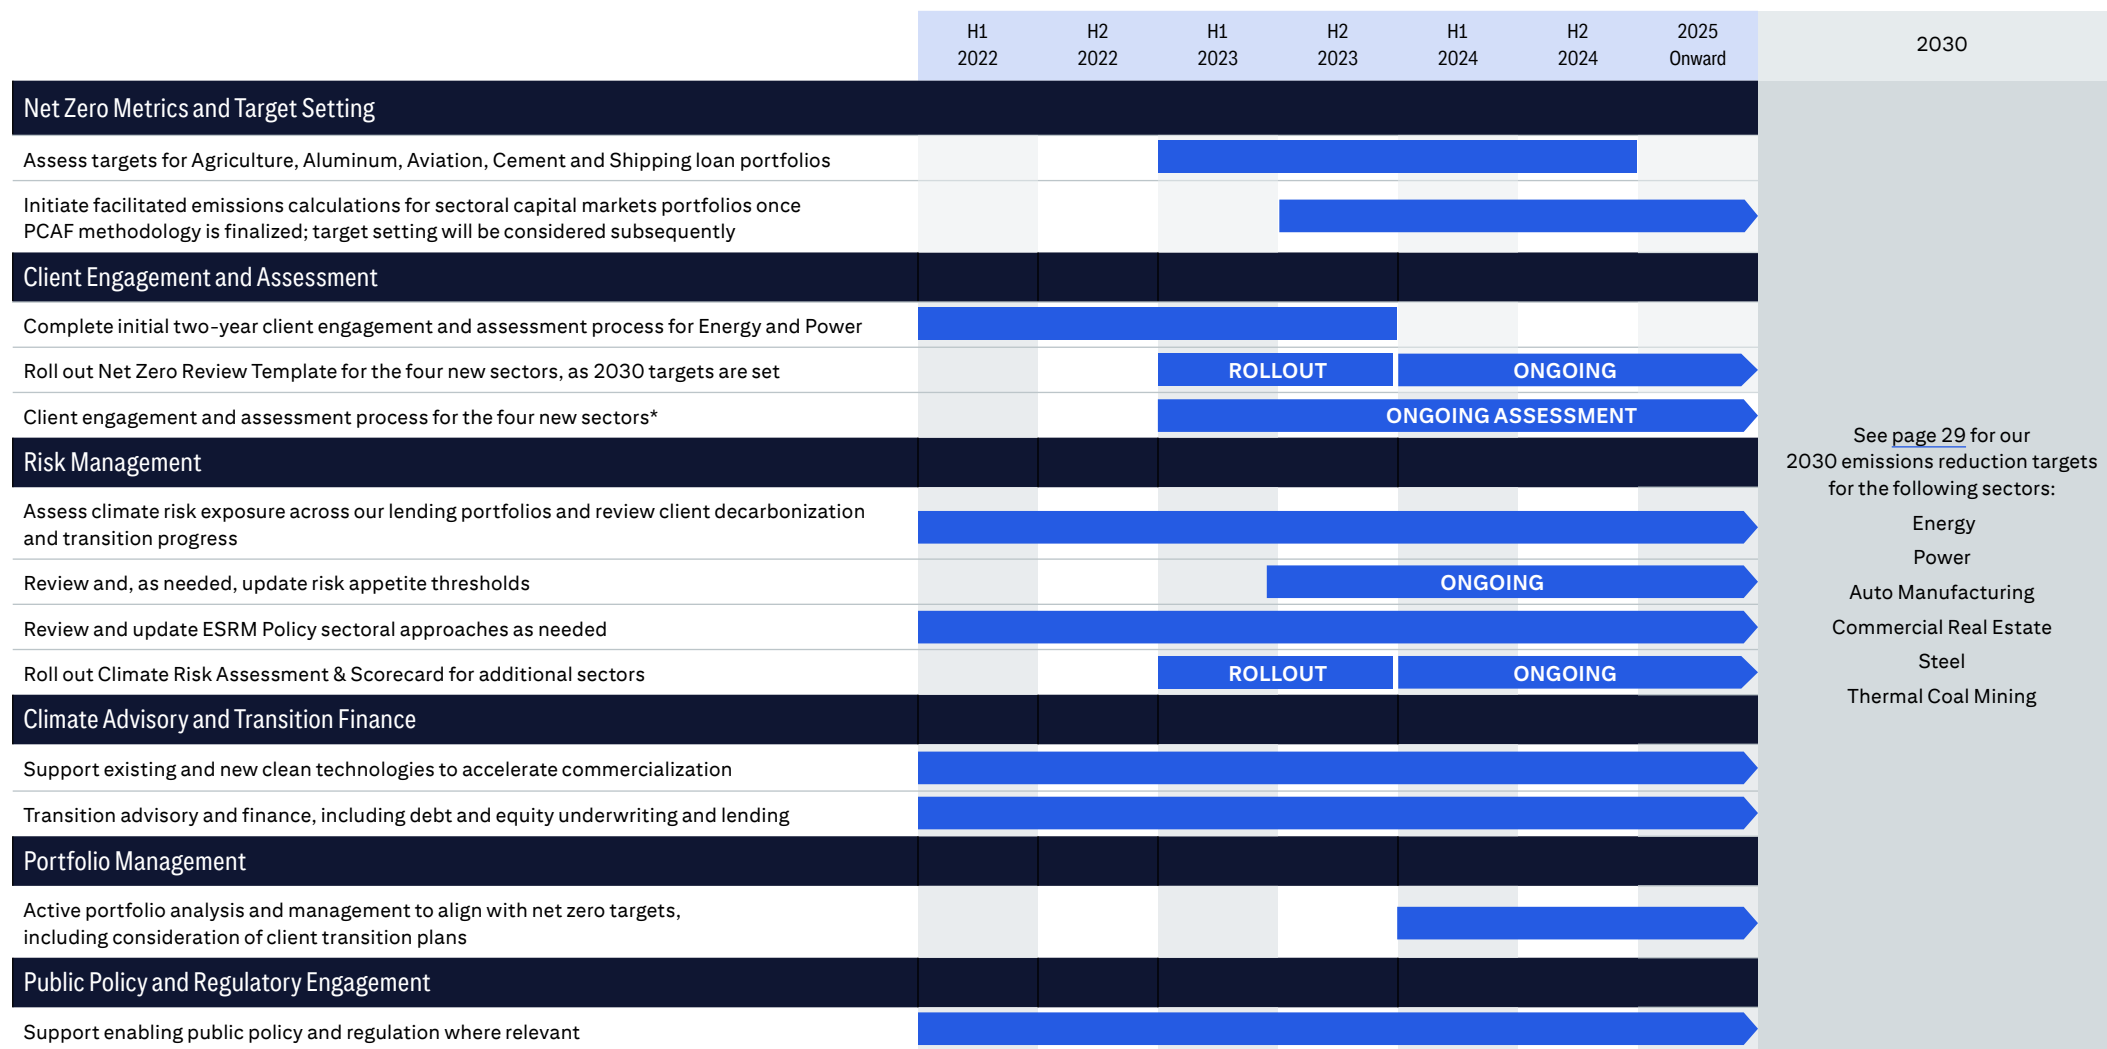 H1
2022
H2
2022
H1
2023
H2
2023
H1
2024
H2
2024
2025
Onward
2030
Net Zero Metrics and Target Setting
Assess targets for Agriculture, Aluminum, Aviation, Cement and Shipping loan portfolios
Initiate facilitated emissions calculations for sectoral capital markets portfolios once
PCAF methodology is finalized; target setting will be considered subsequently
Client Engagement and Assessment
Complete initial two-year client engagement and assessment process for Energy and Power
Roll out Net Zero Review Template for the four new sectors, as 2030 targets are set
ROLLOUT
ONGOING
Client engagement and assessment process for the four new sectors*
ONGOING ASSESSMENT
Risk Management
Assess climate risk exposure across our lending portfolios and review client decarbonization
and transition progress
Review and, as needed, update risk appetite thresholds
ONGOING
Review and update ESRM Policy sectoral approaches as needed
Roll out Climate Risk Assessment & Scorecard for additional sectors
ROLLOUT
ONGOING
Climate Advisory and Transition Finance
Support existing and new clean technologies to accelerate commercialization
Transition advisory and finance, including debt and equity underwriting and lending
Portfolio Management
Active portfolio analysis and management to align with net zero targets,
including consideration of client transition plans
Public Policy and Regulatory Engagement
Support enabling public policy and regulation where relevant
See page 29 for our
2030 emissions reduction targets
for the following sectors:
Energy
Power
Auto Manufacturing
Commercial Real Estate
Steel
Thermal Coal Mining